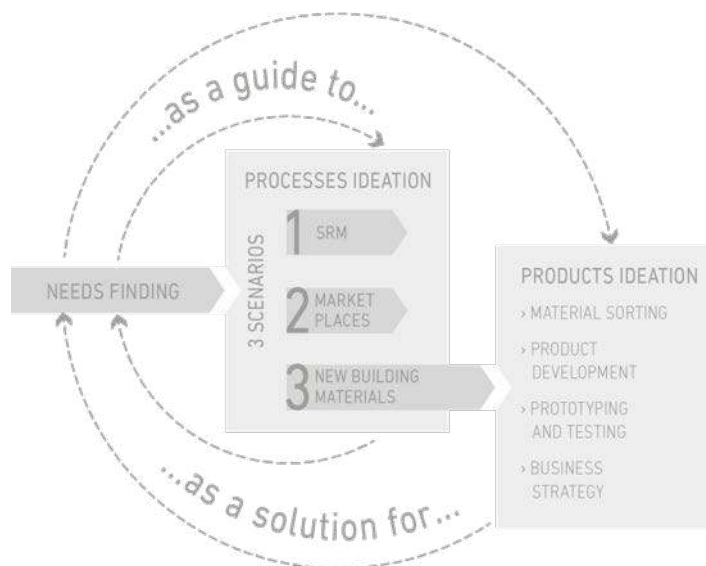 ...as a guide to...
PROCESSES IDEATION
3 SCENARIOS
1 SRM
2 MARKET
PLACES
3 NEW BUILDING
MATERIALS
NEEDS FINDING
PRODUCTS IDEATION
› MATERIAL SORTING
› PRODUCT
DEVELOPMENT
› PROTOTYPING
AND TESTING
› BUSINESS
STRATEGY
...as a solution for...